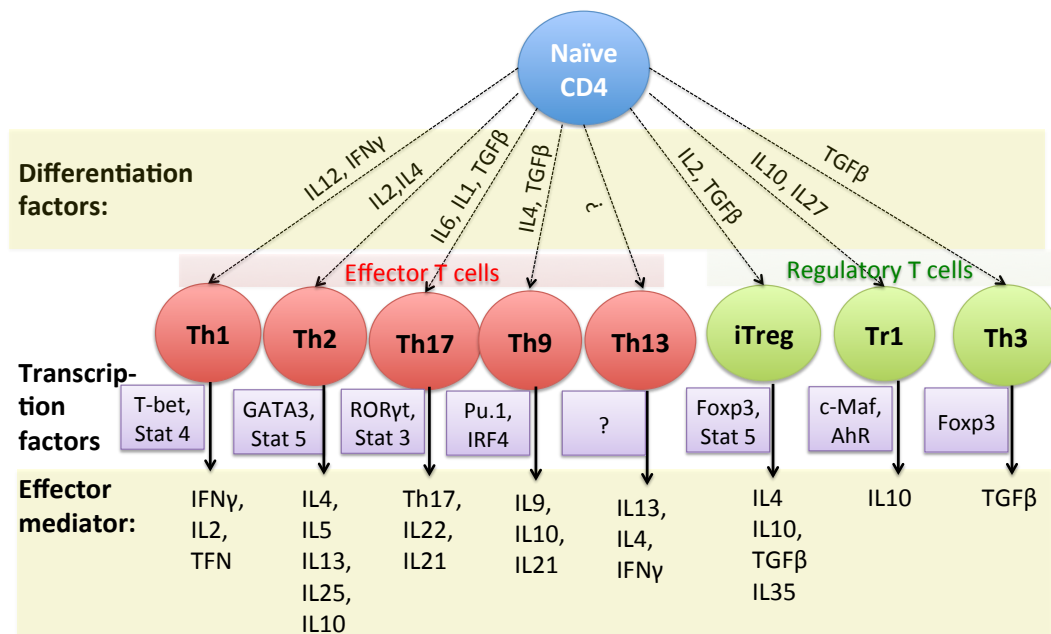 Naïve
CD4
Differentiation
factors:
IL12, IFNγ
IL2,IL4
IL6, IL1, TGFβ
IL4, TGFβ
?
IL2, TGFβ
IL10, IL27
TGFβ
Effector T cells
Regulatory T cells
Th1
Th2
Th17
Th9
Th13
iTreg
Tr1
Th3
Transcrip-
tion
factors
T-bet,
Stat 4
GATA3,
Stat 5
RORγt,
Stat 3
Pu.1,
IRF4
?
Foxp3,
Stat 5
c-Maf,
AhR
Foxp3
Effector
mediator:
IFNγ,
IL2,
TFN
IL4,
IL5
IL13,
IL25,
IL10
Th17,
IL22,
IL21
IL9,
IL10,
IL21
IL13,
IL4,
IFNγ
IL4
IL10,
TGFβ
IL35
IL10
TGFβ